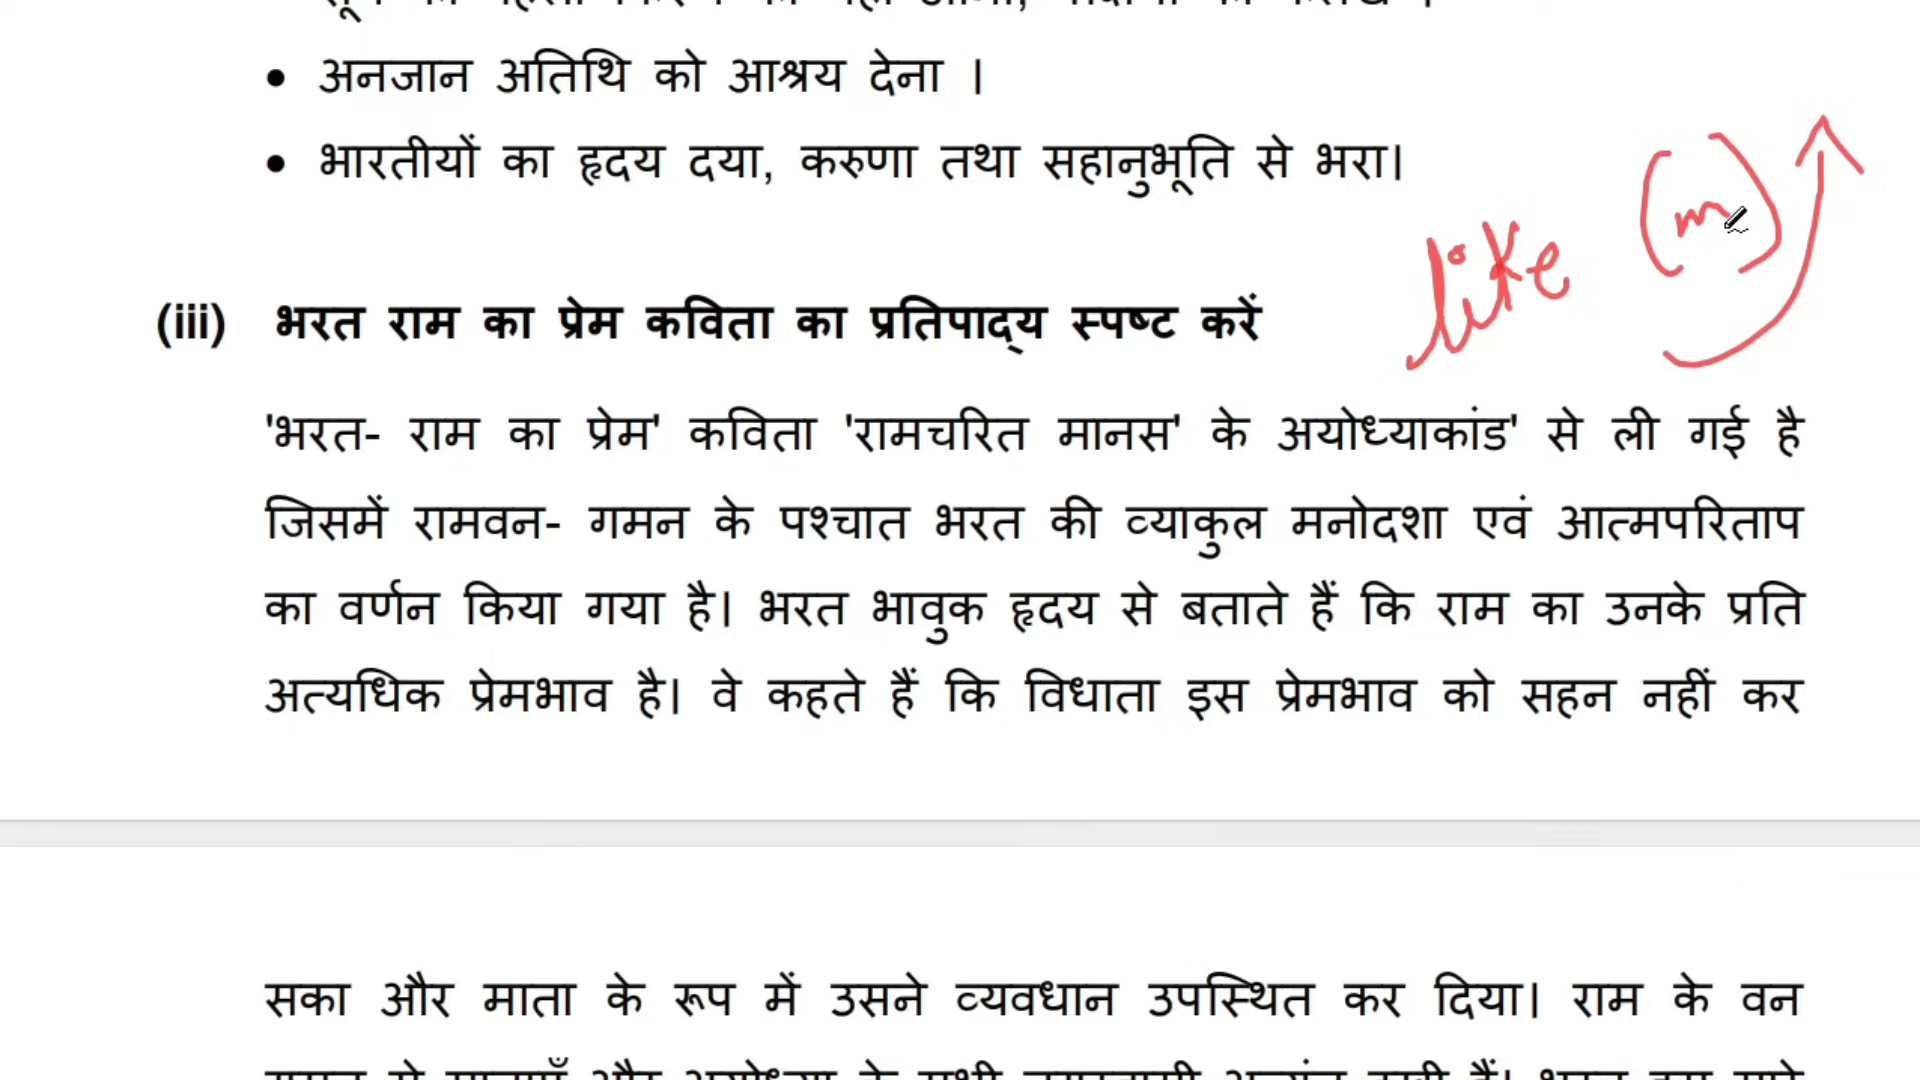 • अनजान अतिथि को आश्रय देना ।
• भारतीयों का हृदय दया, करुणा तथा सहानुभूति से भरा।
like (m)
(iii) भरत राम का प्रेम कविता का प्रतिपाद्य स्पष्ट करें
'भरत- राम का प्रेम' कविता 'रामचरित मानस' के अयोध्याकांड' से ली गई है
जिसमें रामवन- गमन के पश्चात भरत की व्याकुल मनोदशा एवं आत्मपरिताप
का वर्णन किया गया है। भरत भावुक हृदय से बताते हैं कि राम का उनके प्रति
अत्यधिक प्रेमभाव है। वे कहते हैं कि विधाता इस प्रेमभाव को सहन नहीं कर
सका और माता के रूप में उसने व्यवधान उपस्थित कर दिया। राम के वन